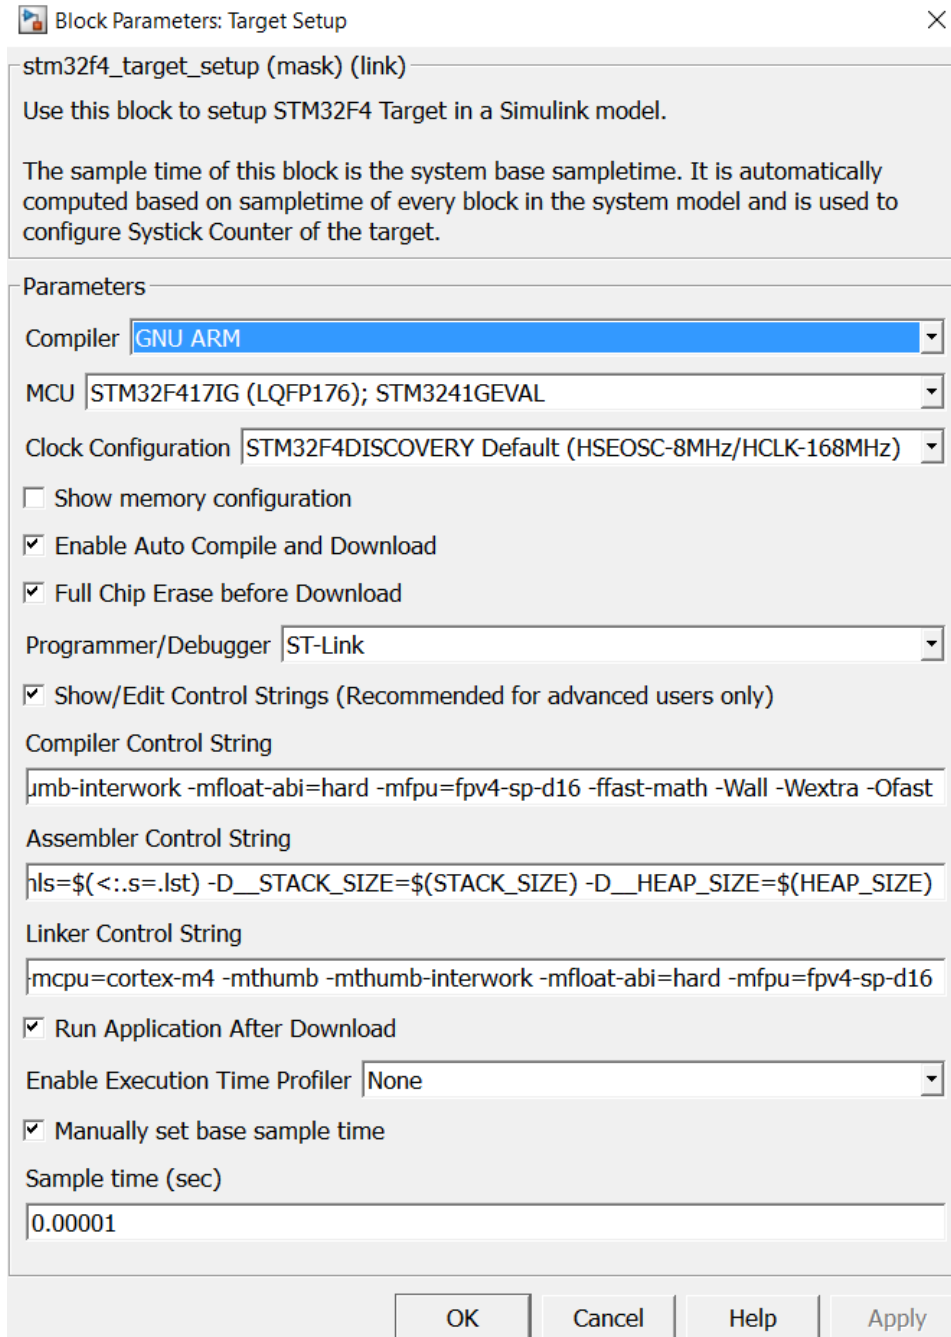 Block Parameters: Target Setup
stm32f4_target_setup (mask) (link)
Use this block to setup STM32F4 Target in a Simulink model.
The sample time of this block is the system base sampletime. It is automatically
computed based on sampletime of every block in the system model and is used to
configure Systick Counter of the target.
Parameters
Compiler GNU ARM
MCU STM32F417IG (LQFP176); STM3241GEVAL
Clock Configuration STM32F4DISCOVERY Default (HSEOSC-8MHz/HCLK-168MHz)
Show memory configuration
Enable Auto Compile and Download
Full Chip Erase before Download
Programmer/Debugger ST-Link
Show/Edit Control Strings (Recommended for advanced users only)
Compiler Control String
umb-interwork -mfloat-abi=hard -mfpu=fpv4-sp-d16 -ffast-math -Wall -Wextra -Ofast
Assembler Control String
hls=$(<:.s=.lst) -D__STACK_SIZE=$(STACK_SIZE) -D__HEAP_SIZE=$(HEAP_SIZE)
Linker Control String
-mcpu=cortex-m4 -mthumb -mthumb-interwork -mfloat-abi=hard -mfpu=fpv4-sp-d16
Run Application After Download
Enable Execution Time Profiler None
Manually set base sample time
Sample time (sec)
0.00001
OK Cancel Help Apply